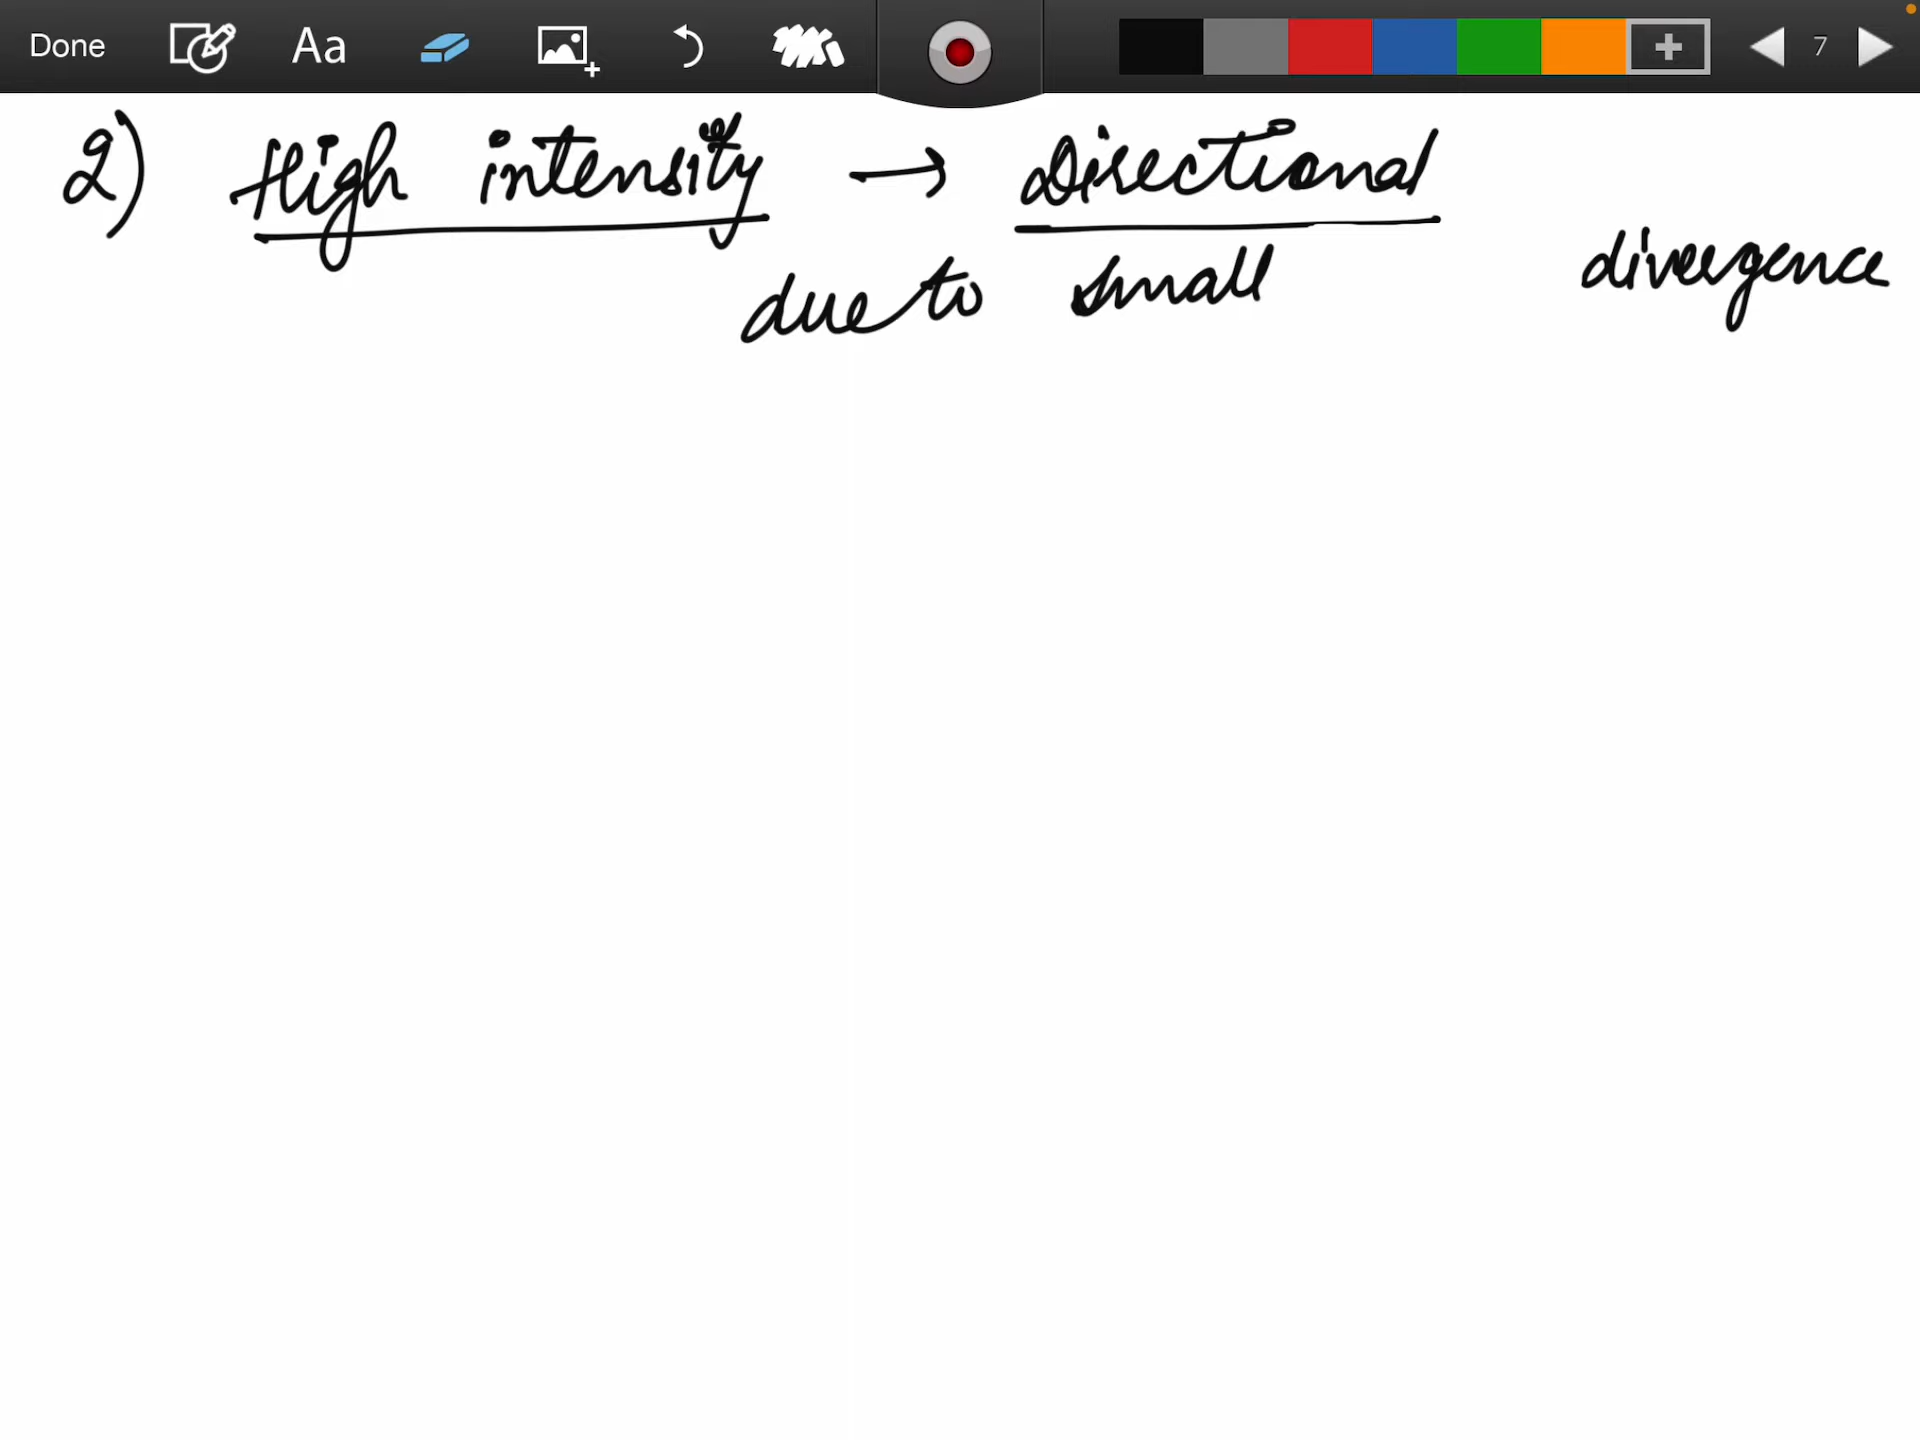 Done Aa 7
2) High intensity → Directional
due to small divergence